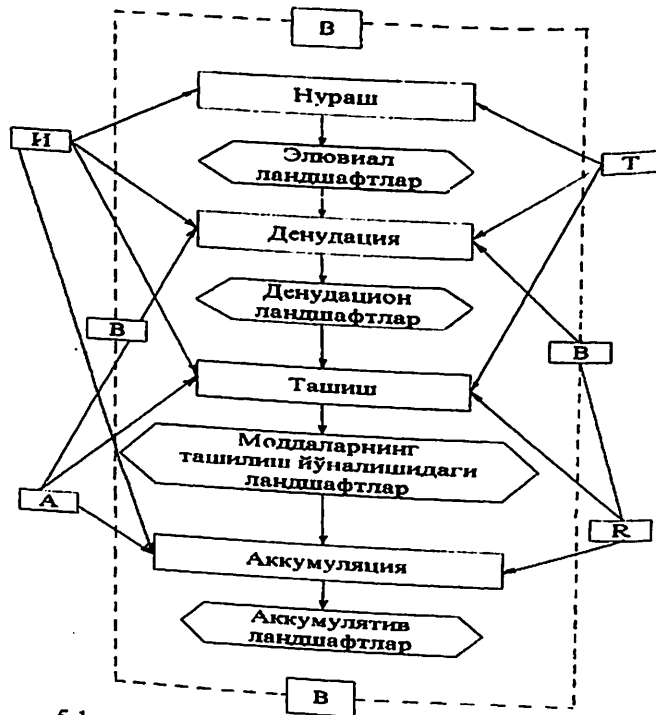 В
Нураш
И
Элювиал
ландшафтлар
Т
Денудация
Денудацион
ландшафтлар
В
В
Ташиш
Моддаларнинг
ташилиш йўналишидаги
ландшафтлар
А
R
Аккумуляция
Аккумулятив
ландшафтлар
В